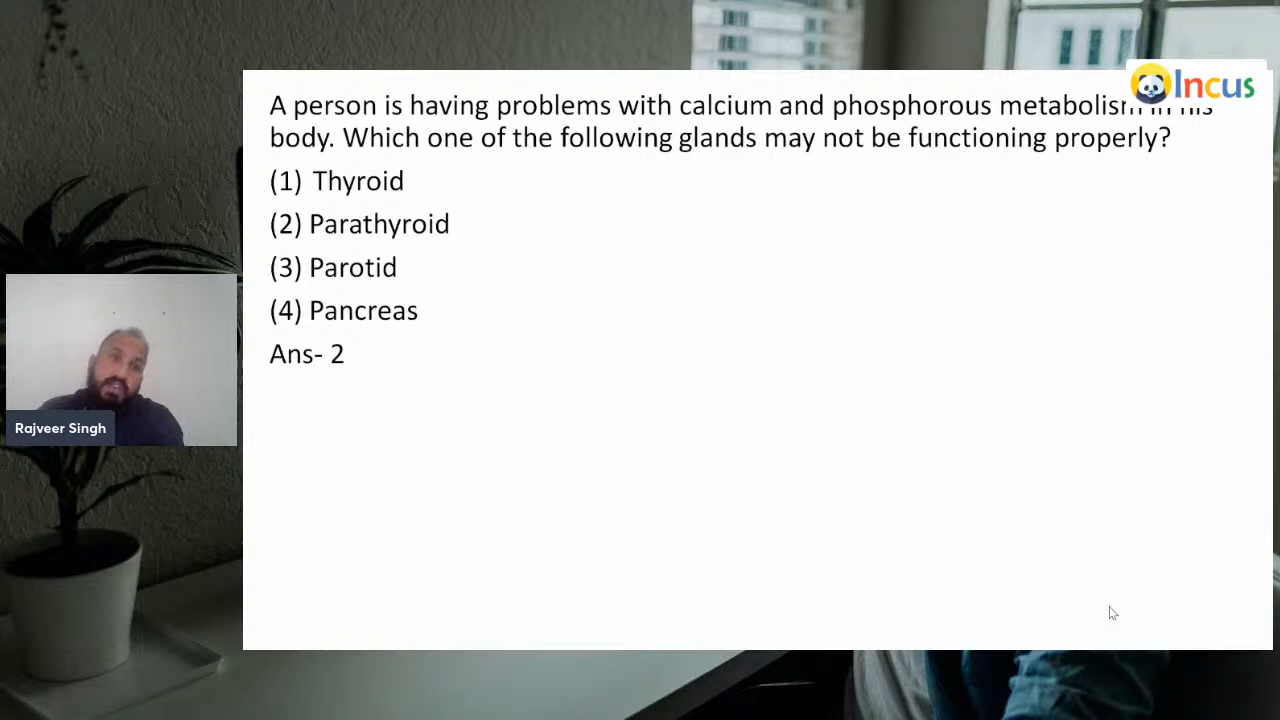 Incus
A person is having problems with calcium and phosphorous metabolism in his
body. Which one of the following glands may not be functioning properly?
(1) Thyroid
(2) Parathyroid
(3) Parotid
(4) Pancreas
Ans- 2
Rajveer Singh